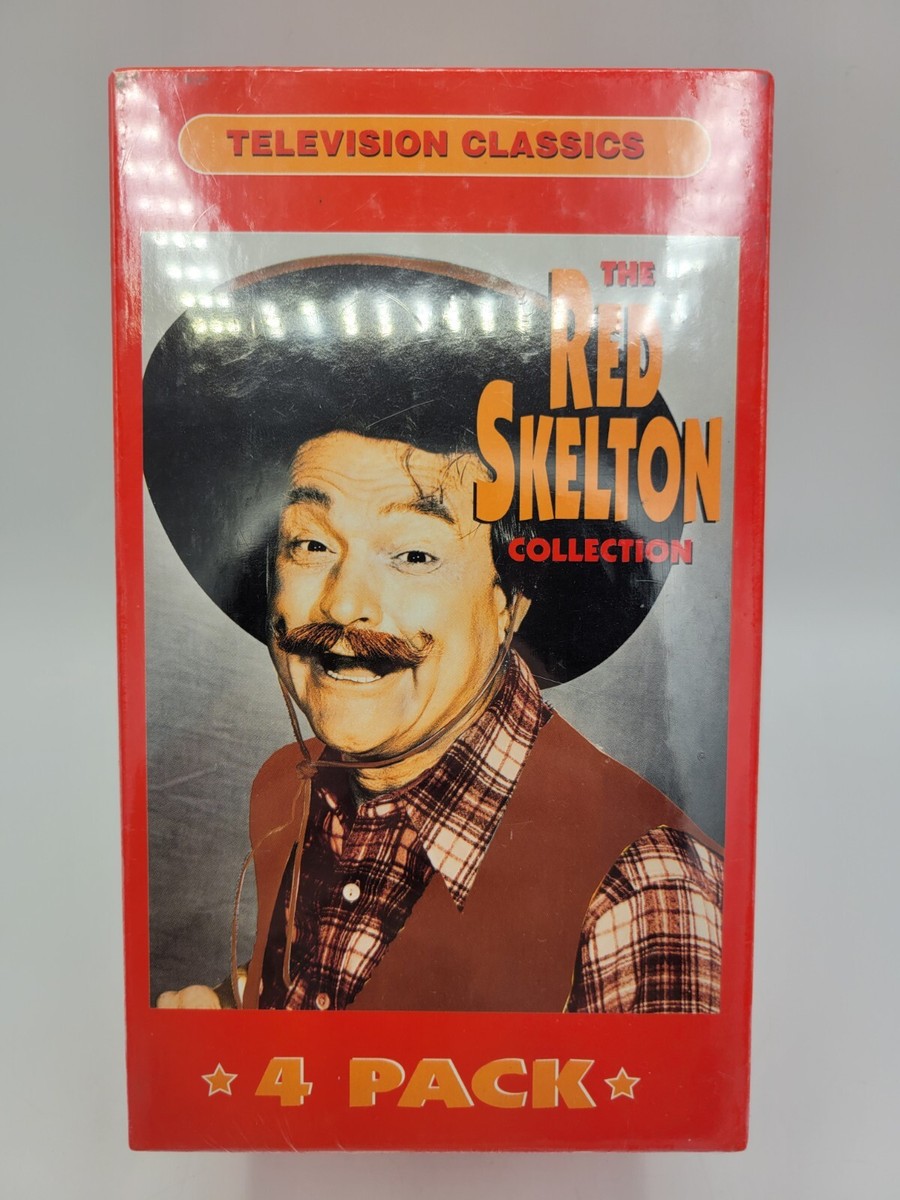 TELEVISION CLASSICS
THE
RED
SKELTON
COLLECTION
4 PACK